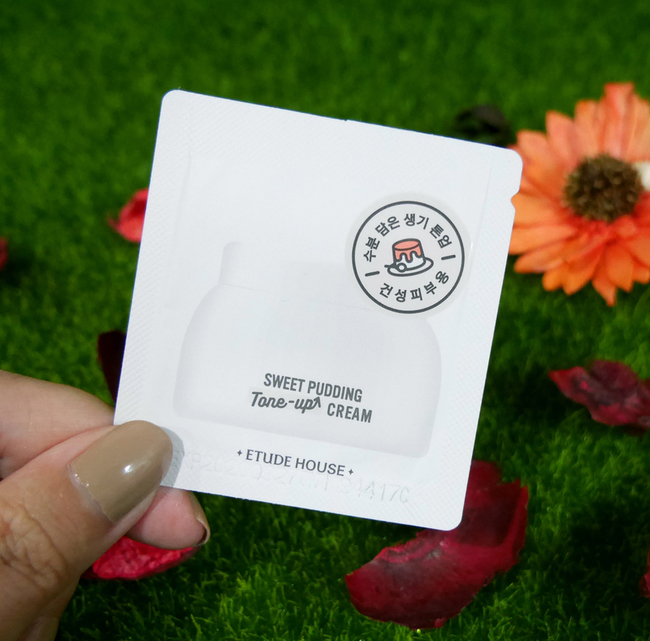 수분 담은 생기 톤업
건성피부용
SWEET PUDDING
Tone-up CREAM
ETUDE HOUSE